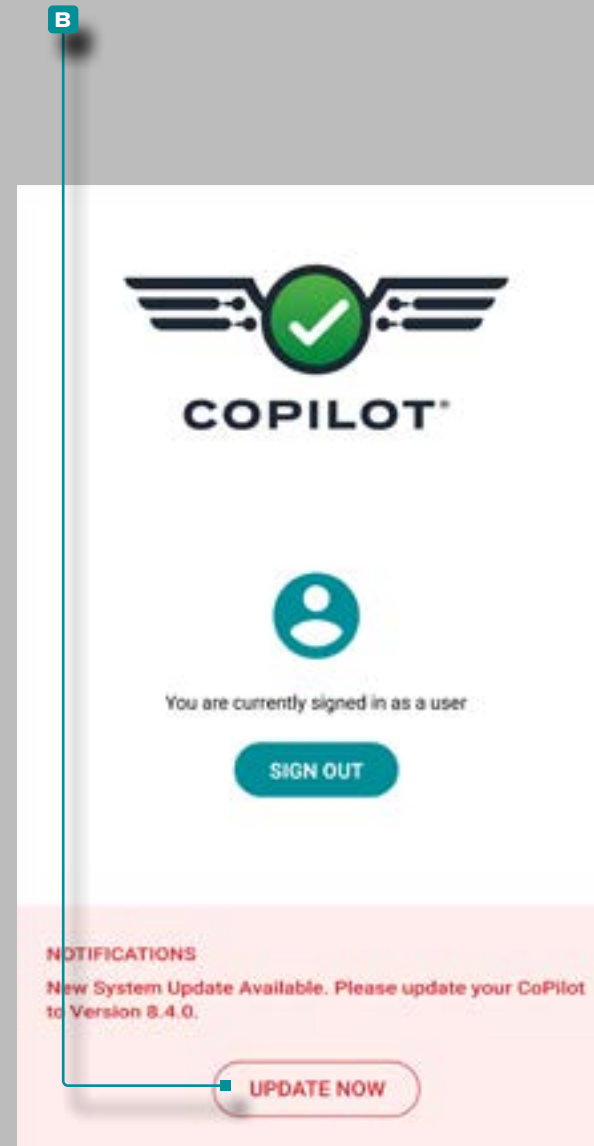 B
COPILOT®
You are currently signed in as a user
SIGN OUT
NOTIFICATIONS
New System Update Available. Please update your CoPilot
to Version 8.4.0.
UPDATE NOW